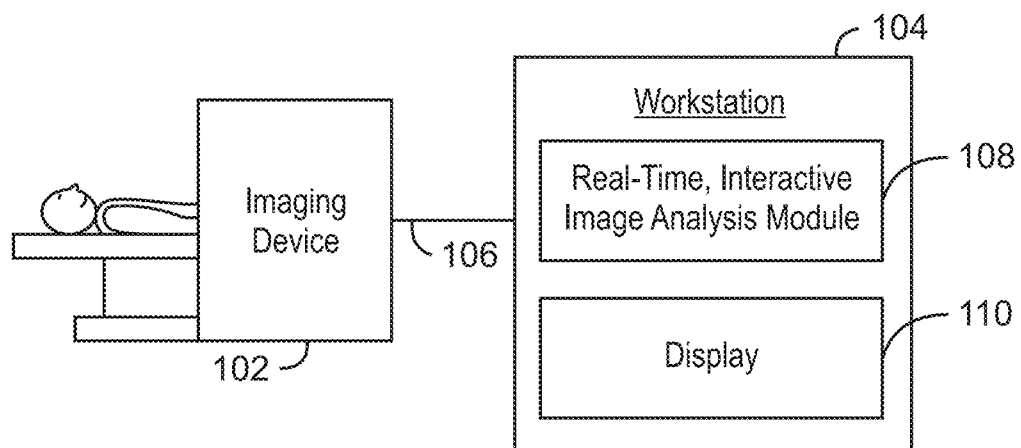 104
Workstation
Real-Time, Interactive
Image Analysis Module
108
Imaging
Device
106
102
Display
110